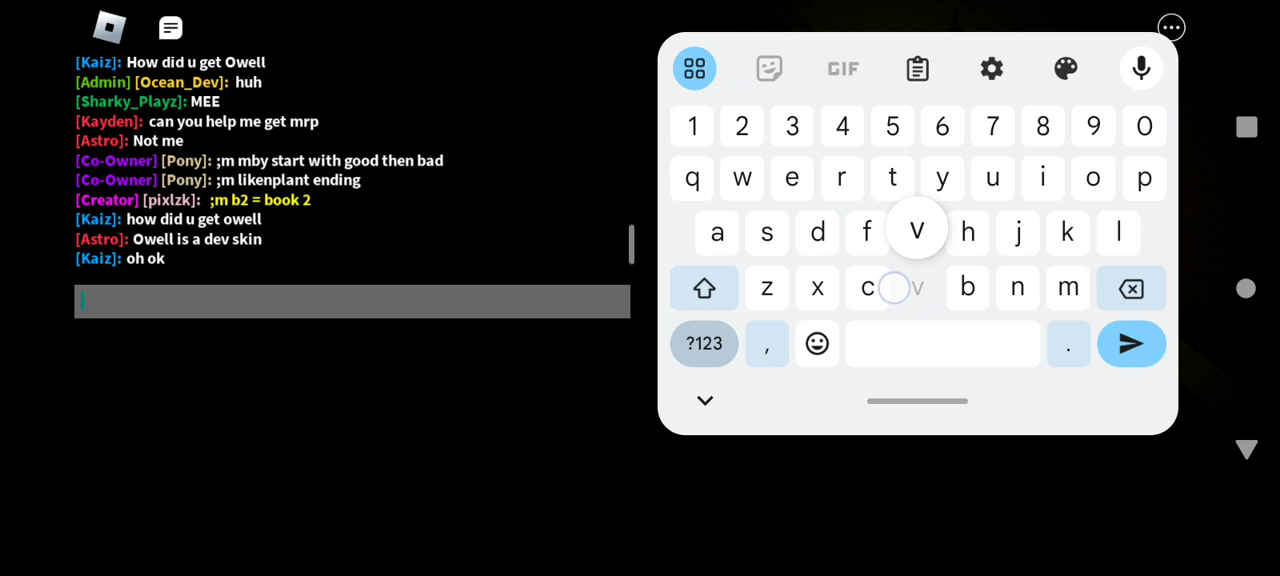 [Kaiz]: How did u get Owell
[Admin] [Ocean_Dev]: huh
[Sharky_Playz]: MEE
[Kayden]: can you help me get mrp
[Astro]: Not me
[Co-Owner] [Pony]: ;m mby start with good then bad
[Co-Owner] [Pony]: ;m likenplant ending
[Creator] [pixlzk]: ;m b2 = book 2
[Kaiz]: how did u get owell
[Astro]: Owell is a dev skin
[Kaiz]: oh ok
GIF
1 2 3 4 5 6 7 8 9 0
q w e r t y u i o p
a s d f v h j k l
z x c v b n m
?123 , .